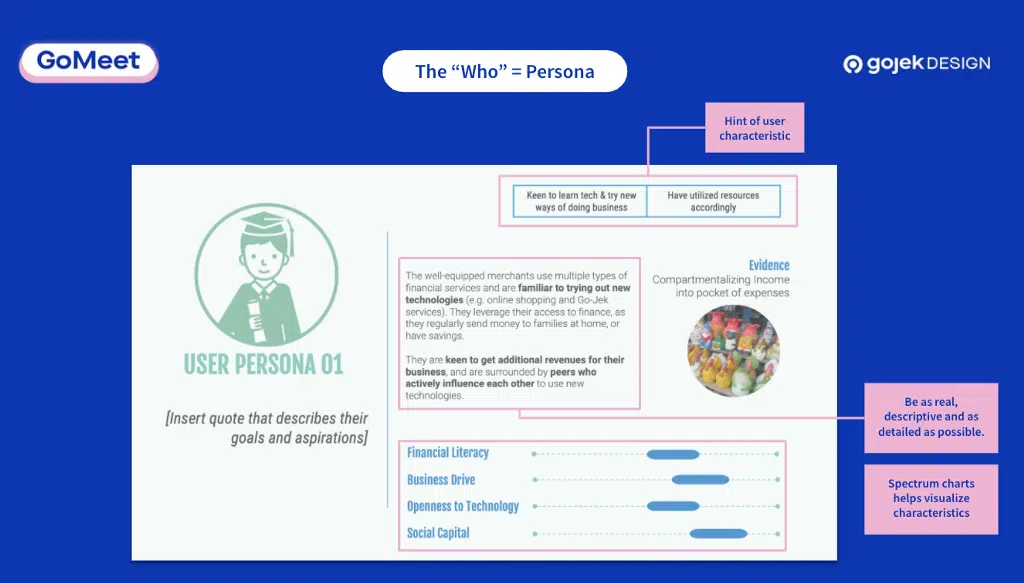 GoMeet
The “Who” = Persona
gojek DESIGN
Hint of user
characteristic
Keen to learn tech & try new
ways of doing business
Have utilized resources
accordingly
USER PERSONA 01
[Insert quote that describes their
goals and aspirations]
The well-equipped merchants use multiple types of
financial services and are familiar to trying out new
technologies (e.g. online shopping and Go-Jek
services). They leverage their access to finance, as
they regularly send money to families at home, or
have savings.
They are keen to get additional revenues for their
business, and are surrounded by peers who
actively influence each other to use new
technologies.
Evidence
Compartmentalizing Income
into pocket of expenses
Be as real,
descriptive and as
detailed as possible.
Financial Literacy
Business Drive
Openness to Technology
Social Capital
Spectrum charts
helps visualize
characteristics